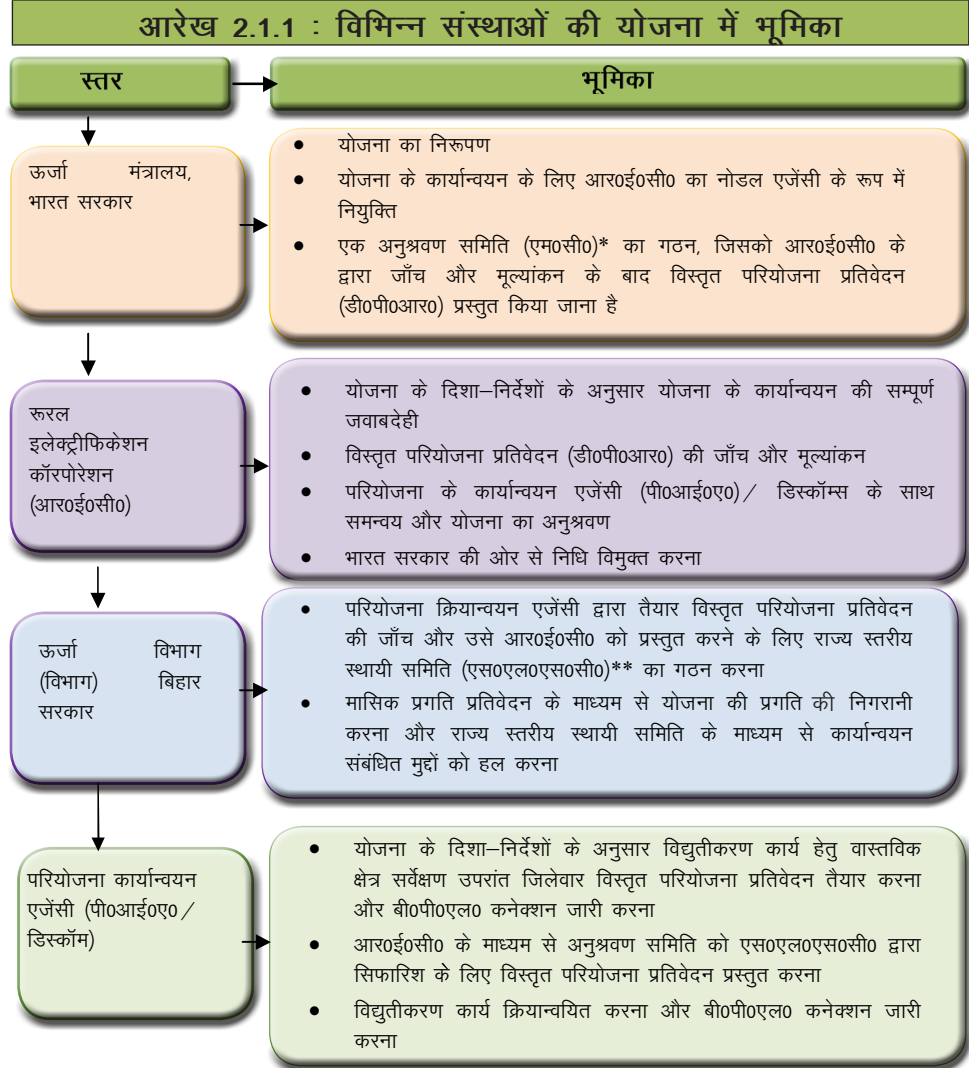 आरेख 2.1.1 : विभिन्न संस्थाओं की योजना में भूमिका
स्तर
भूमिका
ऊर्जा मंत्रालय,
भारत सरकार
• योजना का निरूपण
• योजना के कार्यान्वयन के लिए आर0ई0सी0 का नोडल एजेंसी के रूप में
नियुक्ति
• एक अनुश्रवण समिति (एम0सी0)* का गठन, जिसको आर0ई0सी0 के
द्वारा जाँच और मूल्यांकन के बाद विस्तृत परियोजना प्रतिवेदन
(डी0पी0आर0) प्रस्तुत किया जाना है
रूरल
इलेक्ट्रीफिकेशन
कॉरपोरेशन
(आर0ई0सी0)
• योजना के दिशा–निर्देशों के अनुसार योजना के कार्यान्वयन की सम्पूर्ण
जवाबदेही
• विस्तृत परियोजना प्रतिवेदन (डी0पी0आर0) की जाँच और मूल्यांकन
• परियोजना के कार्यान्वयन एजेंसी (पी0आई0ए0) ∕ डिस्कॉम्स के साथ
समन्वय और योजना का अनुश्रवण
• भारत सरकार की ओर से निधि विमुक्त करना
ऊर्जा विभाग
(विभाग) बिहार
सरकार
• परियोजना क्रियान्वयन एजेंसी द्वारा तैयार विस्तृत परियोजना प्रतिवेदन
की जाँच और उसे आर0ई0सी0 को प्रस्तुत करने के लिए राज्य स्तरीय
स्थायी समिति (एस0एल0एस0सी0)** का गठन करना
• मासिक प्रगति प्रतिवेदन के माध्यम से योजना की प्रगति की निगरानी
करना और राज्य स्तरीय स्थायी समिति के माध्यम से कार्यान्वयन
संबंधित मुद्दों को हल करना
परियोजना कार्यान्वयन
एजेंसी (पी0आई0ए0 ∕
डिस्कॉम)
• योजना के दिशा–निर्देशों के अनुसार विद्युतीकरण कार्य हेतु वास्तविक
क्षेत्र सर्वेक्षण उपरांत जिलेवार विस्तृत परियोजना प्रतिवेदन तैयार करना
और बी0पी0एल0 कनेक्शन जारी करना
• आर0ई0सी0 के माध्यम से अनुश्रवण समिति को एस0एल0एस0सी0 द्वारा
सिफारिश के लिए विस्तृत परियोजना प्रतिवेदन प्रस्तुत करना
• विद्युतीकरण कार्य क्रियान्वयित करना और बी0पी0एल0 कनेक्शन जारी
करना